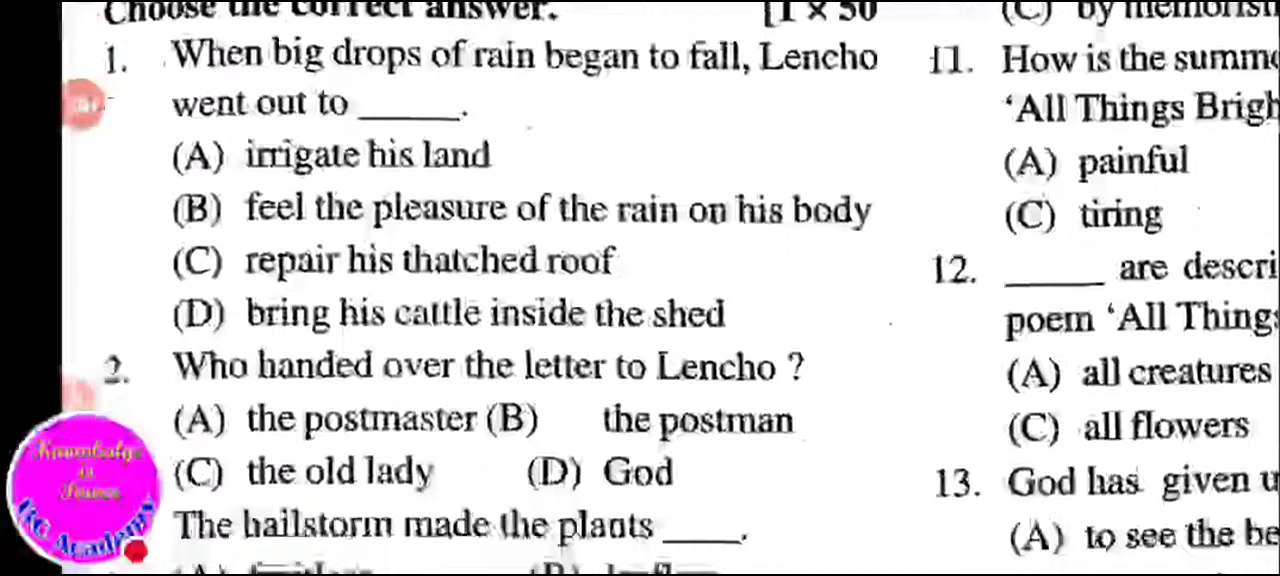 Choose the correct answer. [1 × 50
1. When big drops of rain began to fall, Lencho
went out to ______.
(A) irrigate his land
(B) feel the pleasure of the rain on his body
(C) repair his thatched roof
(D) bring his cattle inside the shed
2. Who handed over the letter to Lencho ?
(A) the postmaster (B) the postman
(C) the old lady (D) God
The hailstorm made the plants ____.
11. How is the summe
‘All Things Brigh
(A) painful
(C) tiring
12. ______ are descri
poem ‘All Things
(A) all creatures
(C) all flowers
13. God has given u
(A) to see the be
Knowledge
is
Academy